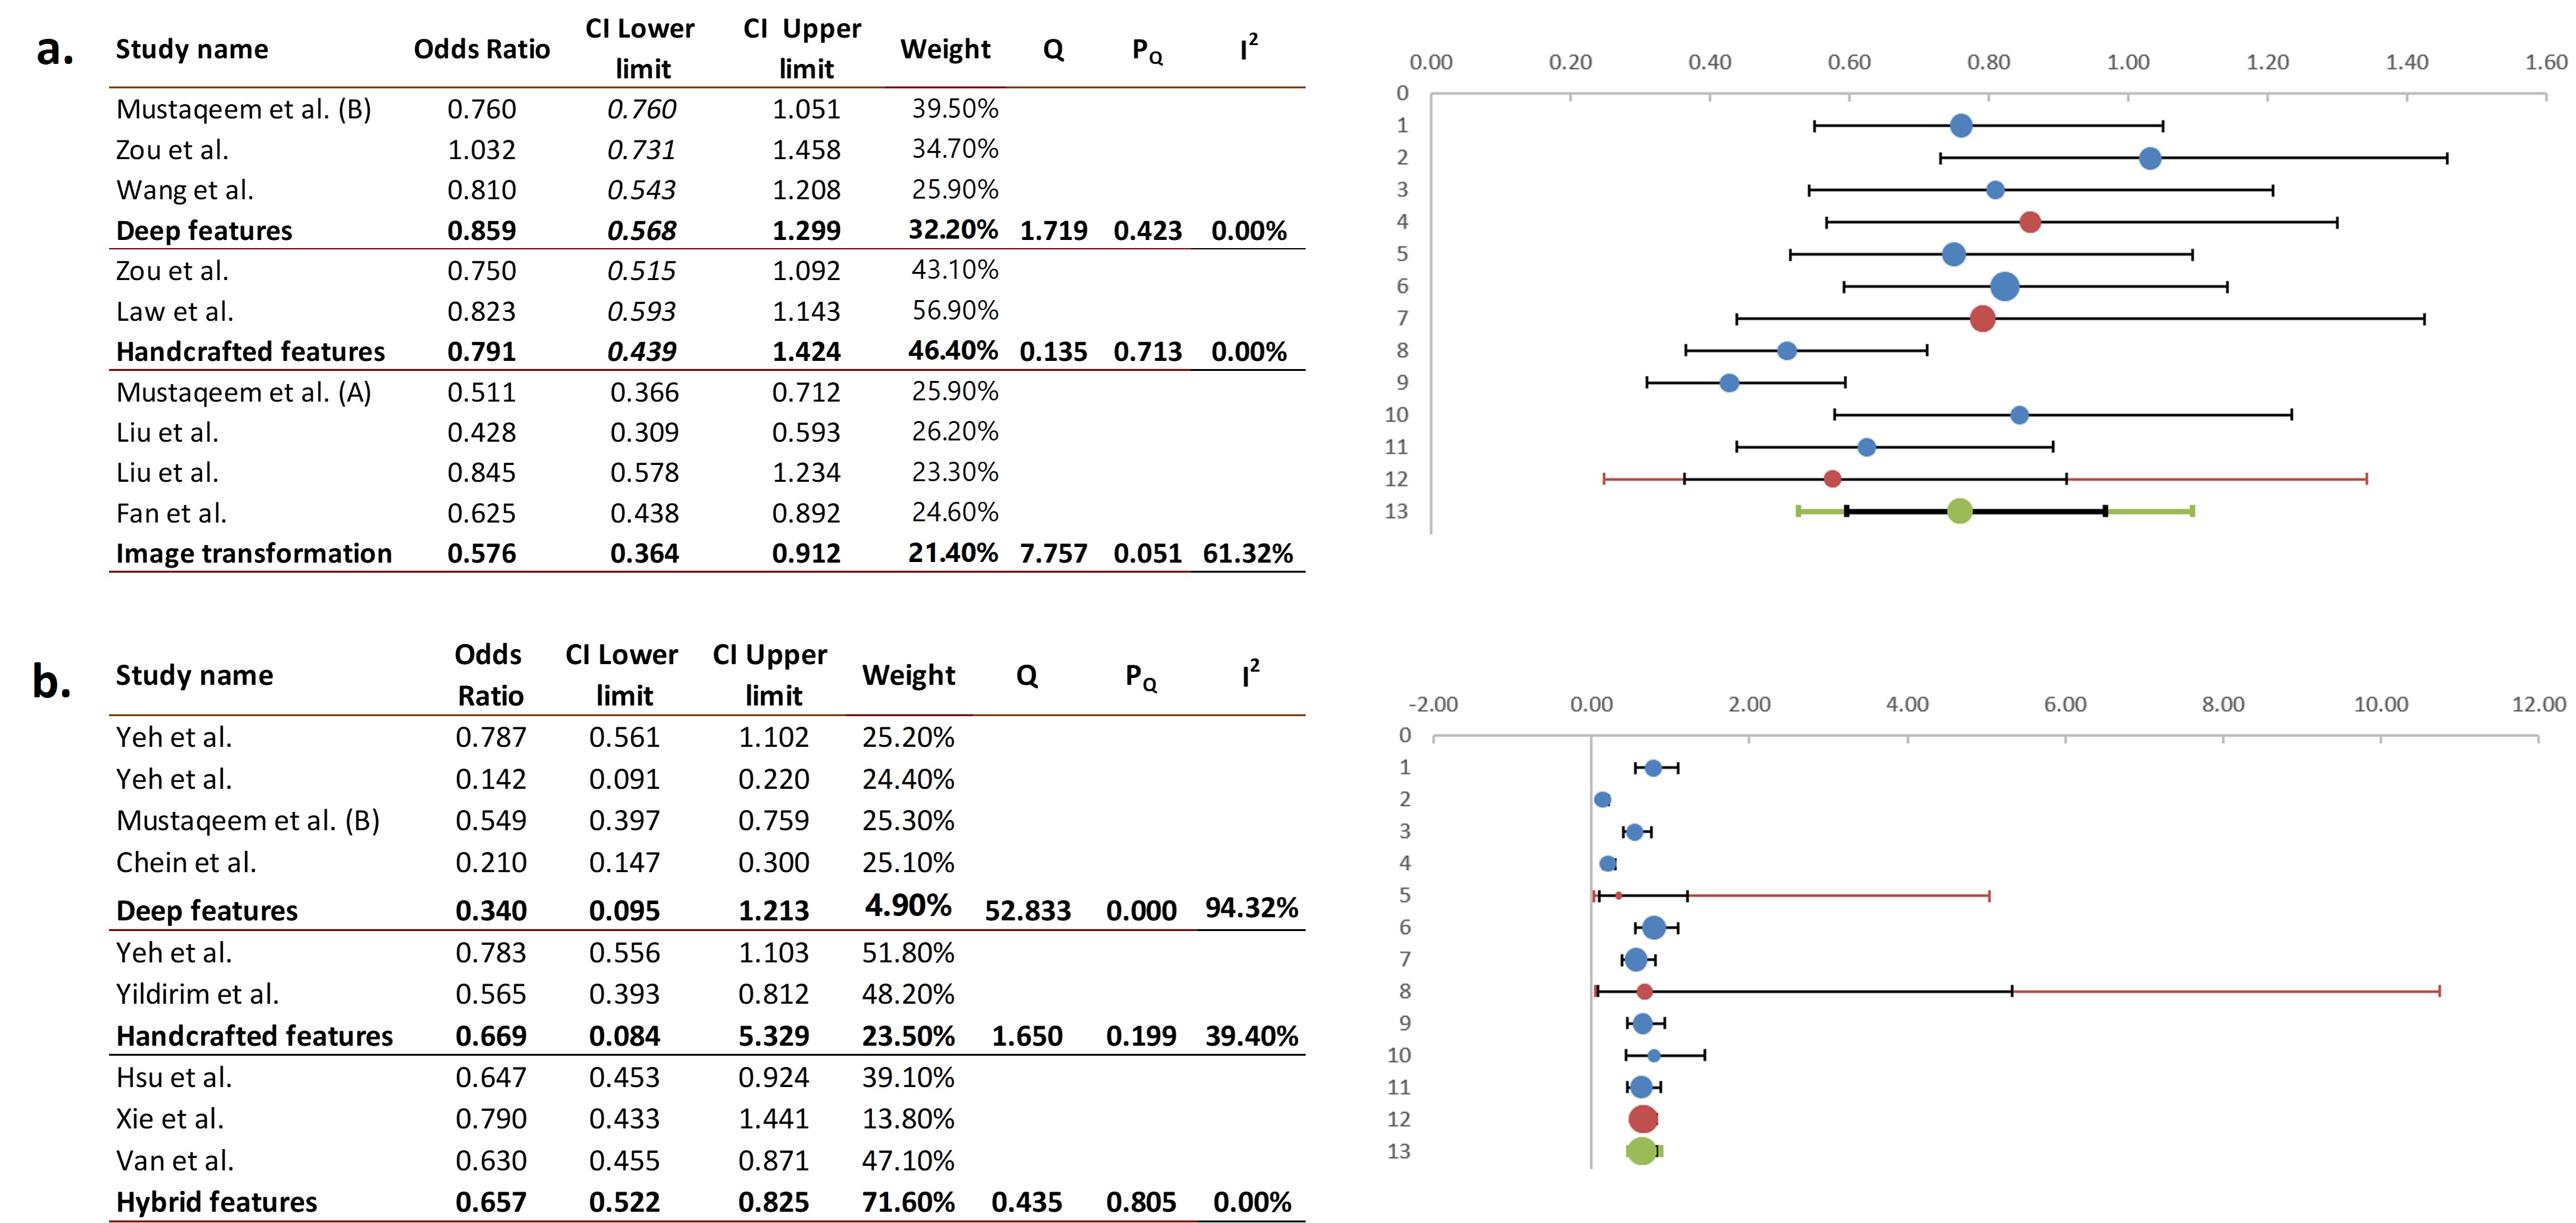 a.
Study name Odds Ratio CI Lower limit CI Upper limit Weight Q PQ I2
Mustaqeem et al. (B) 0.760 0.760 1.051 39.50%
Zou et al. 1.032 0.731 1.458 34.70%
Wang et al. 0.810 0.543 1.208 25.90%
Deep features 0.859 0.568 1.299 32.20% 1.719 0.423 0.00%
Zou et al. 0.750 0.515 1.092 43.10%
Law et al. 0.823 0.593 1.143 56.90%
Handcrafted features 0.791 0.439 1.424 46.40% 0.135 0.713 0.00%
Mustaqeem et al. (A) 0.511 0.366 0.712 25.90%
Liu et al. 0.428 0.309 0.593 26.20%
Liu et al. 0.845 0.578 1.234 23.30%
Fan et al. 0.625 0.438 0.892 24.60%
Image transformation 0.576 0.364 0.912 21.40% 7.757 0.051 61.32%
0.00 0.20 0.40 0.60 0.80 1.00 1.20 1.40 1.60
0
1
2
3
4
5
6
7
8
9
10
11
12
13
b.
Study name Odds Ratio CI Lower limit CI Upper limit Weight Q PQ I2
Yeh et al. 0.787 0.561 1.102 25.20%
Yeh et al. 0.142 0.091 0.220 24.40%
Mustaqeem et al. (B) 0.549 0.397 0.759 25.30%
Chein et al. 0.210 0.147 0.300 25.10%
Deep features 0.340 0.095 1.213 4.90% 52.833 0.000 94.32%
Yeh et al. 0.783 0.556 1.103 51.80%
Yildirim et al. 0.565 0.393 0.812 48.20%
Handcrafted features 0.669 0.084 5.329 23.50% 1.650 0.199 39.40%
Hsu et al. 0.647 0.453 0.924 39.10%
Xie et al. 0.790 0.433 1.441 13.80%
Van et al. 0.630 0.455 0.871 47.10%
Hybrid features 0.657 0.522 0.825 71.60% 0.435 0.805 0.00%
-2.00 0.00 2.00 4.00 6.00 8.00 10.00 12.00
0
1
2
3
4
5
6
7
8
9
10
11
12
13